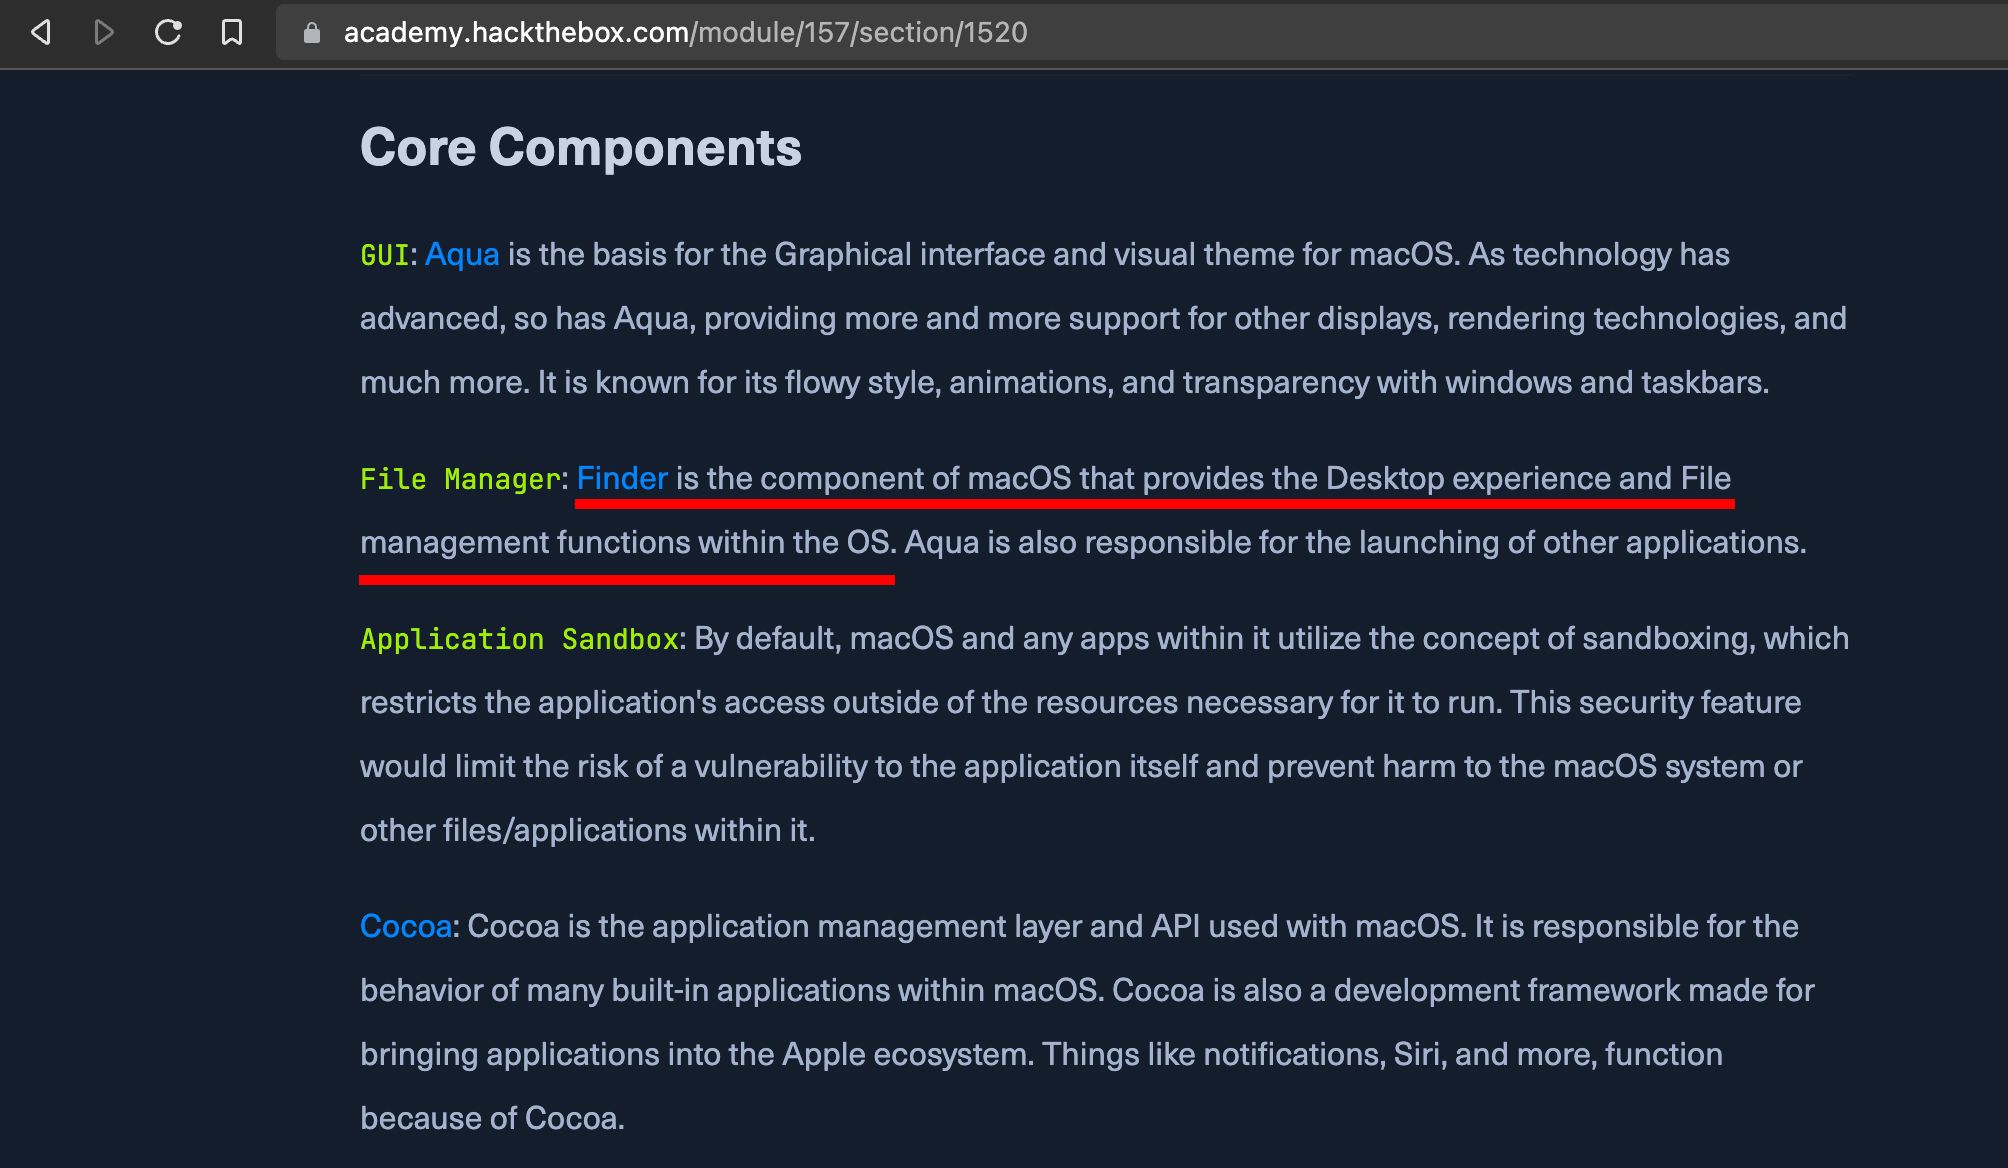 academy.hackthebox.com/module/157/section/1520
Core Components
GUI: Aqua is the basis for the Graphical interface and visual theme for macOS. As technology has
advanced, so has Aqua, providing more and more support for other displays, rendering technologies, and
much more. It is known for its flowy style, animations, and transparency with windows and taskbars.
File Manager: Finder is the component of macOS that provides the Desktop experience and File
management functions within the OS. Aqua is also responsible for the launching of other applications.
Application Sandbox: By default, macOS and any apps within it utilize the concept of sandboxing, which
restricts the application's access outside of the resources necessary for it to run. This security feature
would limit the risk of a vulnerability to the application itself and prevent harm to the macOS system or
other files/applications within it.
Cocoa: Cocoa is the application management layer and API used with macOS. It is responsible for the
behavior of many built-in applications within macOS. Cocoa is also a development framework made for
bringing applications into the Apple ecosystem. Things like notifications, Siri, and more, function
because of Cocoa.